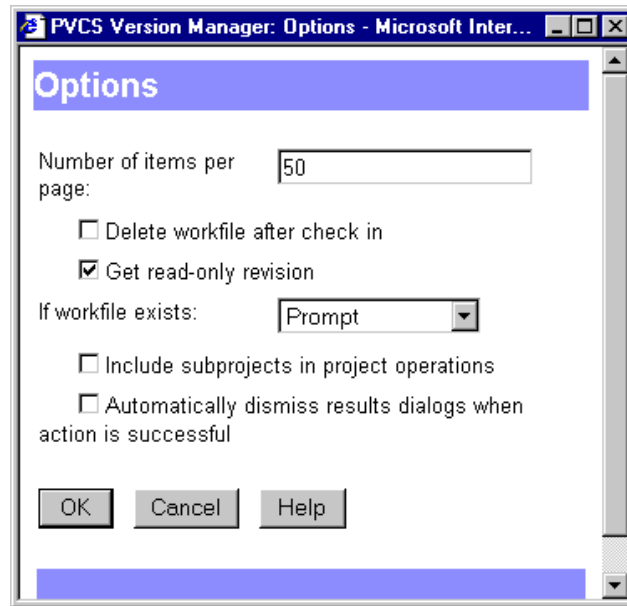 PVCS Version Manager: Options - Microsoft Inter...
Options
Number of items per
page:
50
Delete workfile after check in
Get read-only revision
If workfile exists:
Prompt
Include subprojects in project operations
Automatically dismiss results dialogs when
action is successful
OK
Cancel
Help